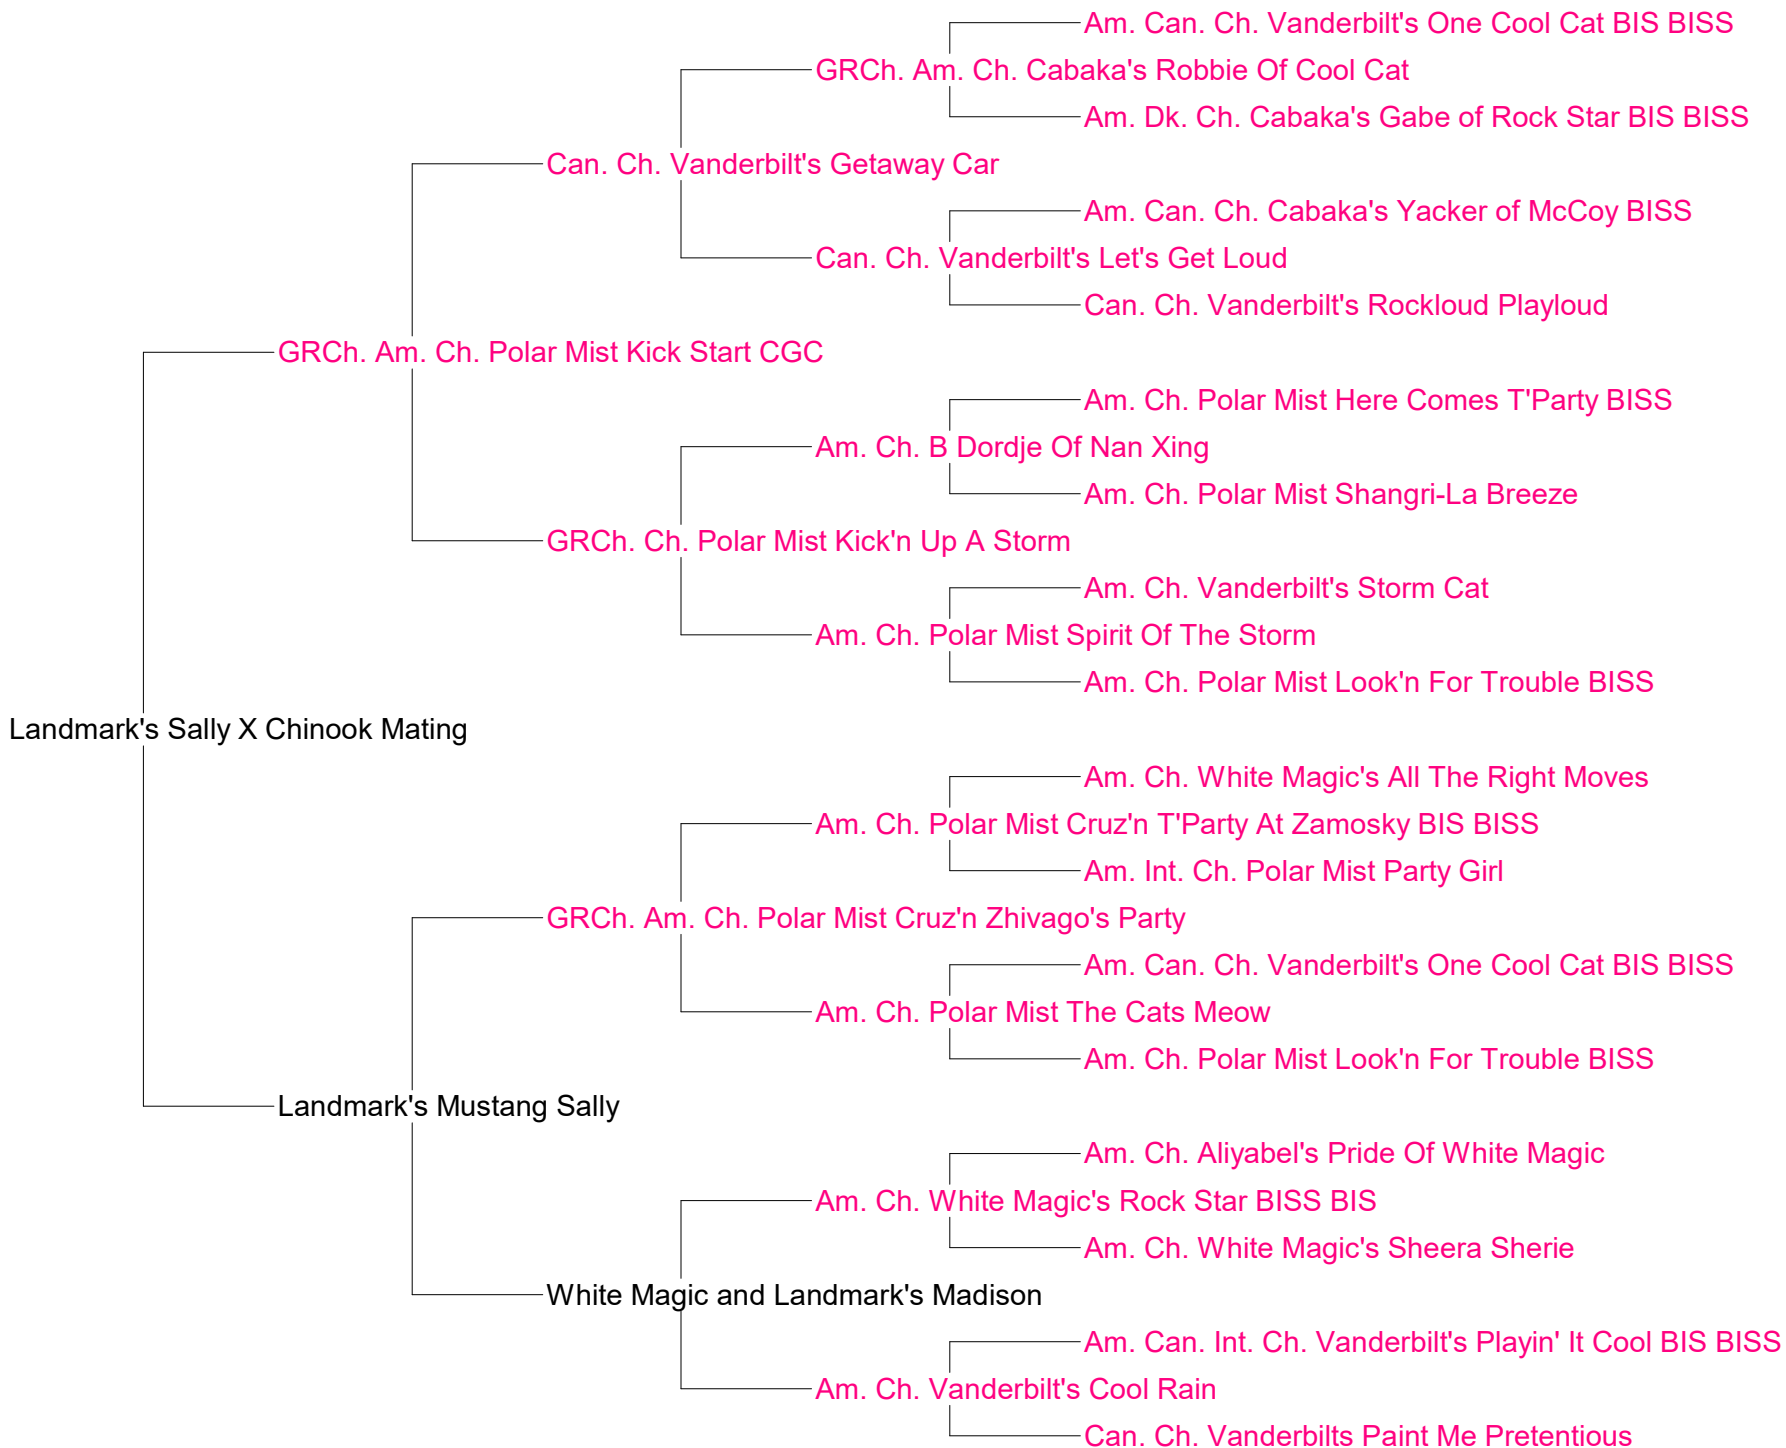 Am. Can. Ch. Vanderbilt's One Cool Cat BIS BISS
GRCh. Am. Ch. Cabaka's Robbie Of Cool Cat
Am. Dk. Ch. Cabaka's Gabe of Rock Star BIS BISS
Can. Ch. Vanderbilt's Getaway Car
Am. Can. Ch. Cabaka's Yacker of McCoy BISS
Can. Ch. Vanderbilt's Let's Get Loud
Can. Ch. Vanderbilt's Rockloud Playloud
GRCh. Am. Ch. Polar Mist Kick Start CGC
Am. Ch. Polar Mist Here Comes T'Party BISS
Am. Ch. B Dordje Of Nan Xing
Am. Ch. Polar Mist Shangri-La Breeze
GRCh. Ch. Polar Mist Kick'n Up A Storm
Am. Ch. Vanderbilt's Storm Cat
Am. Ch. Polar Mist Spirit Of The Storm
Am. Ch. Polar Mist Look'n For Trouble BISS
Landmark's Sally X Chinook Mating
Am. Ch. White Magic's All The Right Moves
Am. Ch. Polar Mist Cruz'n T'Party At Zamosky BIS BISS
Am. Int. Ch. Polar Mist Party Girl
GRCh. Am. Ch. Polar Mist Cruz'n Zhivago's Party
Am. Can. Ch. Vanderbilt's One Cool Cat BIS BISS
Am. Ch. Polar Mist The Cats Meow
Am. Ch. Polar Mist Look'n For Trouble BISS
Landmark's Mustang Sally
Am. Ch. Aliyabel's Pride Of White Magic
Am. Ch. White Magic's Rock Star BISS BIS
Am. Ch. White Magic's Sheera Sherie
White Magic and Landmark's Madison
Am. Can. Int. Ch. Vanderbilt's Playin' It Cool BIS BISS
Am. Ch. Vanderbilt's Cool Rain
Can. Ch. Vanderbilts Paint Me Pretentious